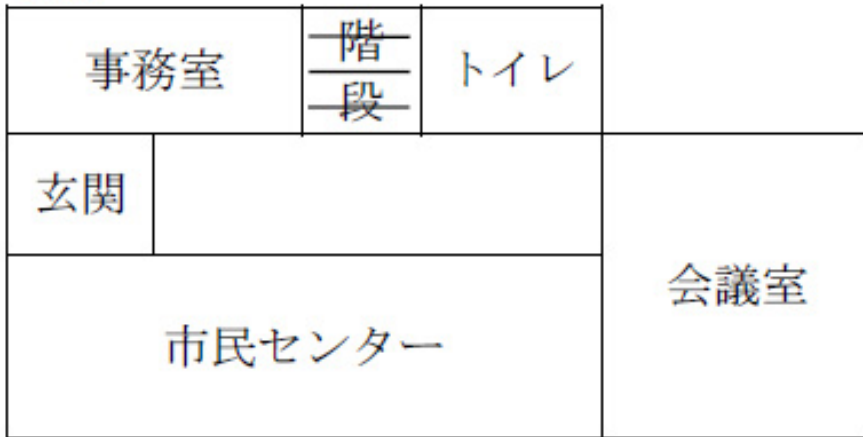 事務室
階段
トイレ
玄関
会議室
市民センター